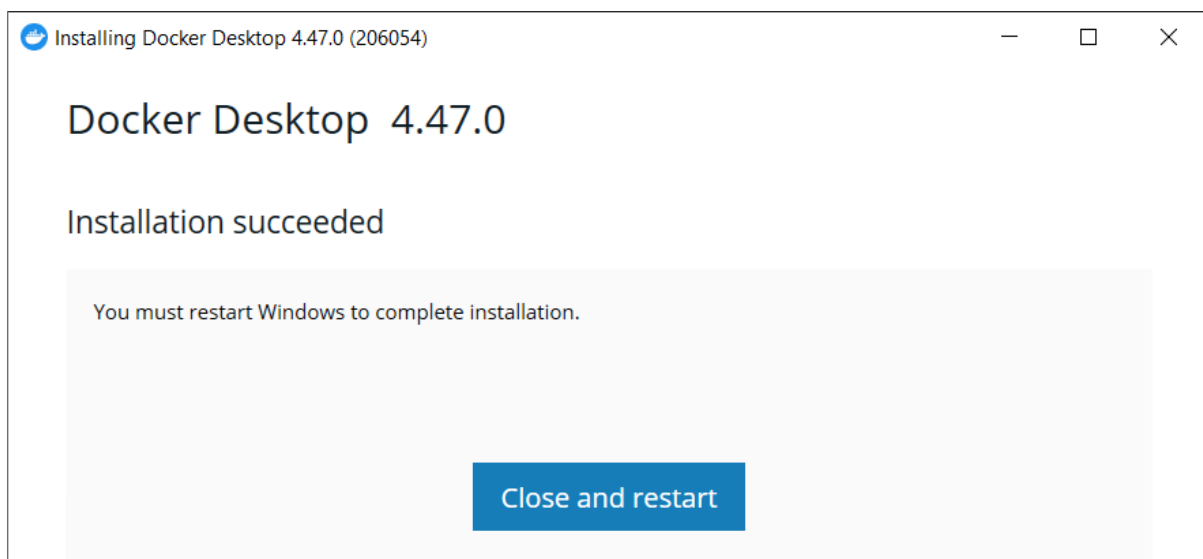 Installing Docker Desktop 4.47.0 (206054)
Docker Desktop 4.47.0
Installation succeeded
You must restart Windows to complete installation.
Close and restart